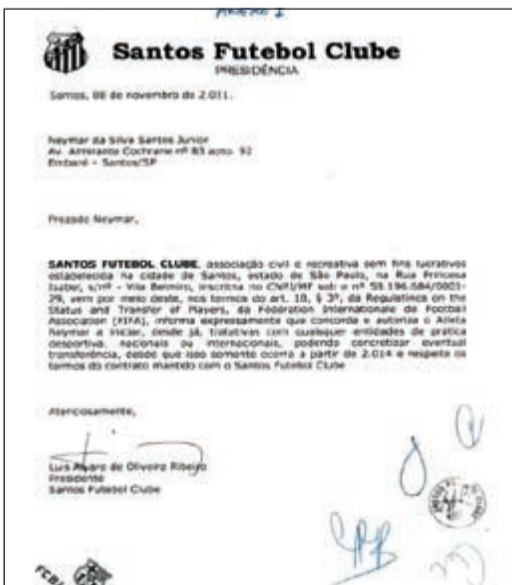 ANEXO I
Santos Futebol Clube
PRESIDÊNCIA
Santos, 08 de novembro de 2.011.
Neymar da Silva Santos Junior
Av. Almirante Cochrane nº 85 apto. 92
Embaré - Santos/SP
Prezado Neymar,
SANTOS FUTEBOL CLUBE, associação civil e recreativa sem fins lucrativos
estabelecida na cidade de Santos, estado de São Paulo, na Rua Princesa
Isabel, s/nº - Vila Belmiro, inscrita no CNPJ/MF sob o nº 58.196.684/0001-
29, vem por meio deste, nos termos do art. 18, § 3º, da Regulations on the
Status and Transfer of Players, da Fédération Internationale de Football
Association [FIFA], informa expressamente que concorda e autoriza o Atleta
Neymar a iniciar, desde já tratativas com quaisquer entidades de prática
desportiva, nacionais ou internacionais, podendo concretizar eventual
transferência, desde que isso somente ocorra a partir de 2.014 e respeite os
termos do contrato mantido com o Santos Futebol Clube
Atenciosamente,
Luis Alvaro de Oliveira Ribeiro
Presidente
Santos Futebol Clube